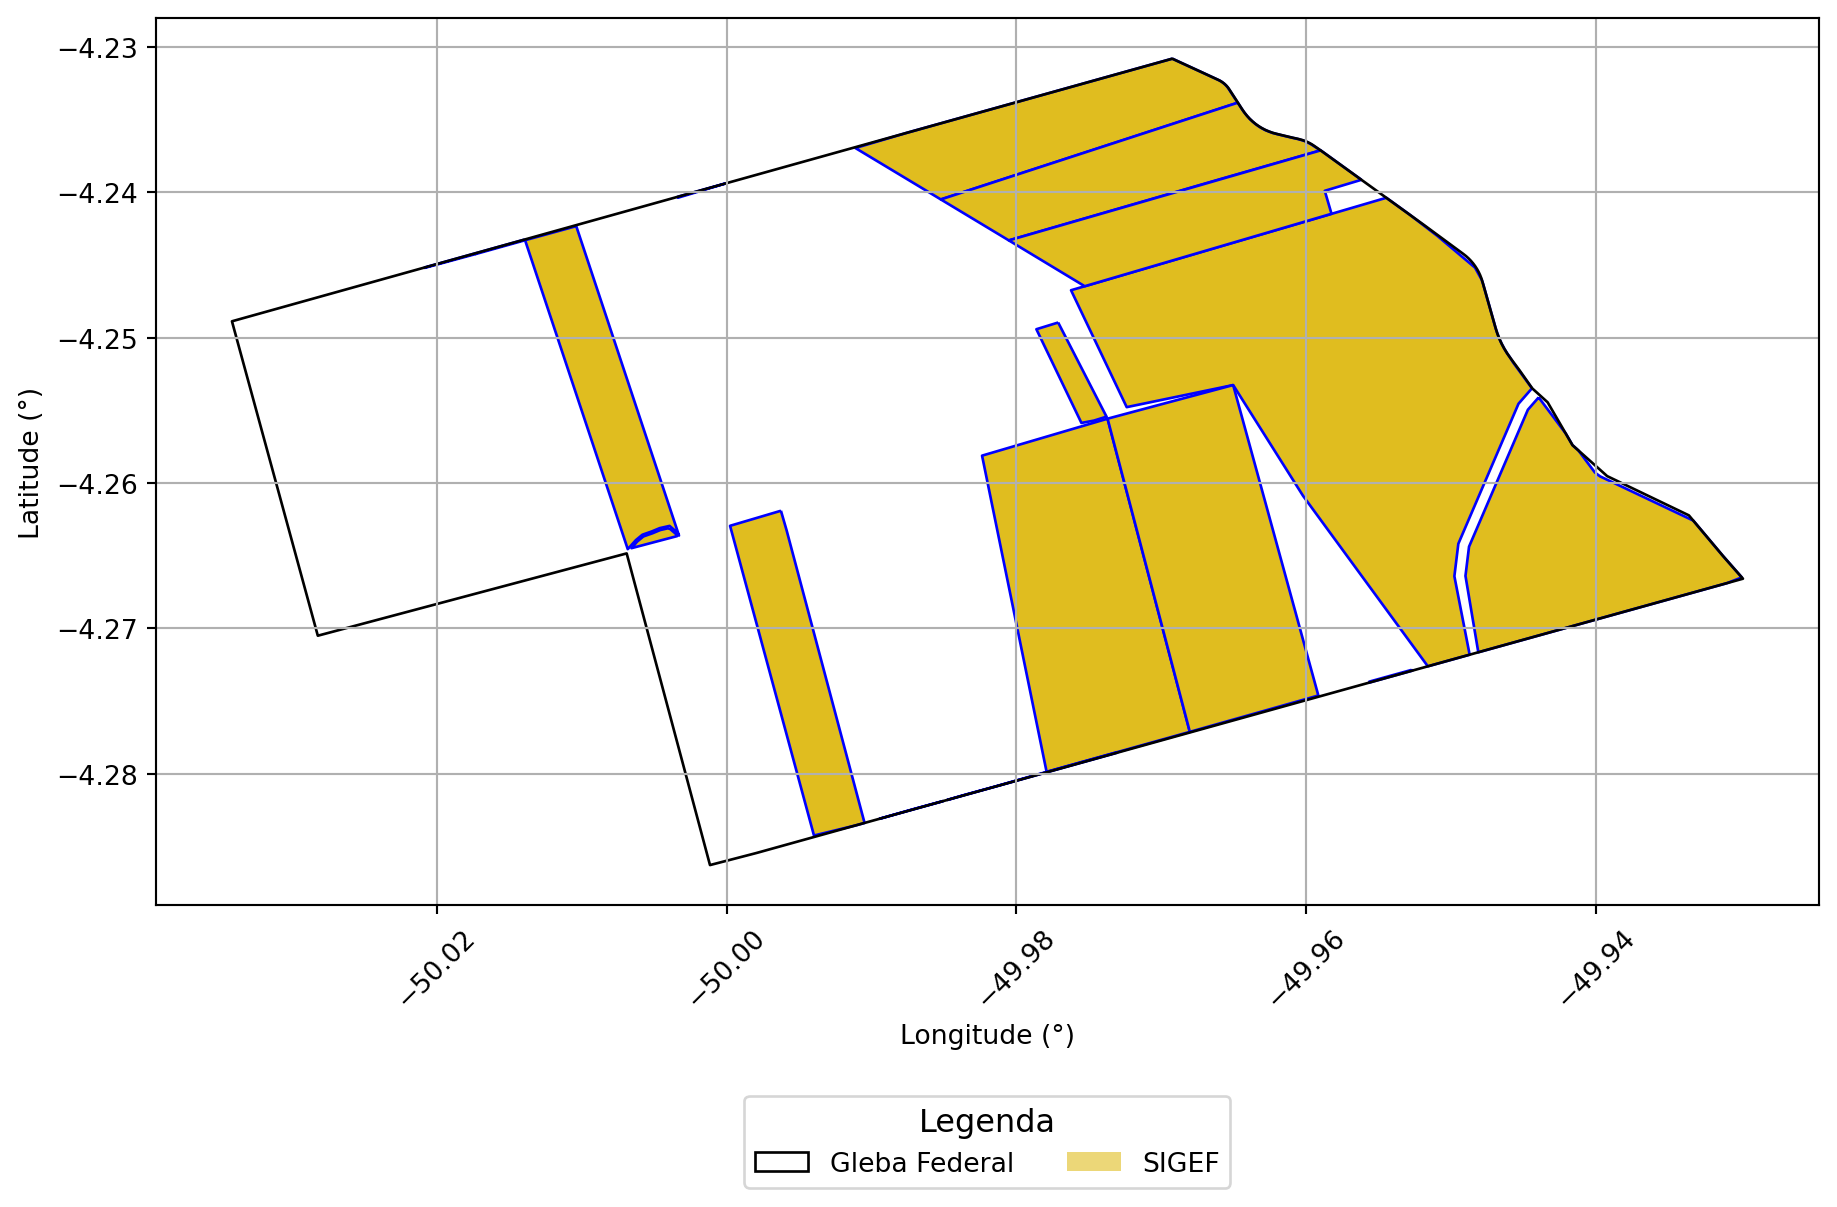 −4.23
−4.24
−4.25
−4.26
−4.27
−4.28
Latitude (°)
−50.02
−50.00
−49.98
−49.96
−49.94
Longitude (°)
Legenda
Gleba Federal
SIGEF